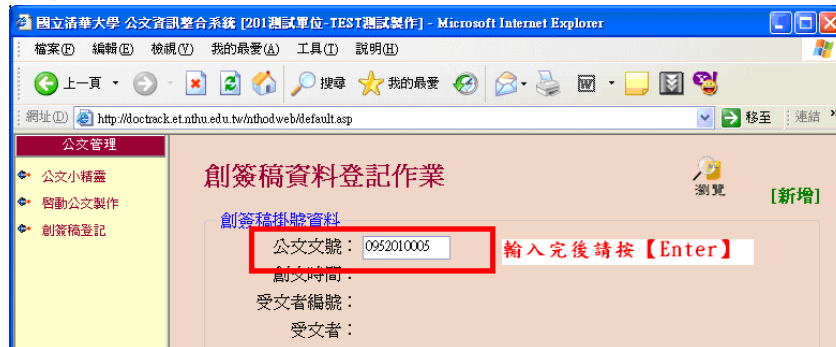 國立清華大學 公文資訊整合系統 [201測試單位-TEST測試製作] - Microsoft Internet Explorer
檔案(F) 編輯(E) 檢視(V) 我的最愛(A) 工具(T) 說明(H)
上一頁 搜尋 我的最愛
網址(D) http://doctrack.et.nthu.edu.tw/nthodweb/default.asp 移至 連結 »
公文管理
公文小精靈
啓動公文製作
創簽稿登記
創簽稿資料登記作業
瀏覽
[新增]
創簽稿掛號資料
公文文號： 0952010005 輸入完後請按【Enter】
創文時間：
受文者編號：
受文者：